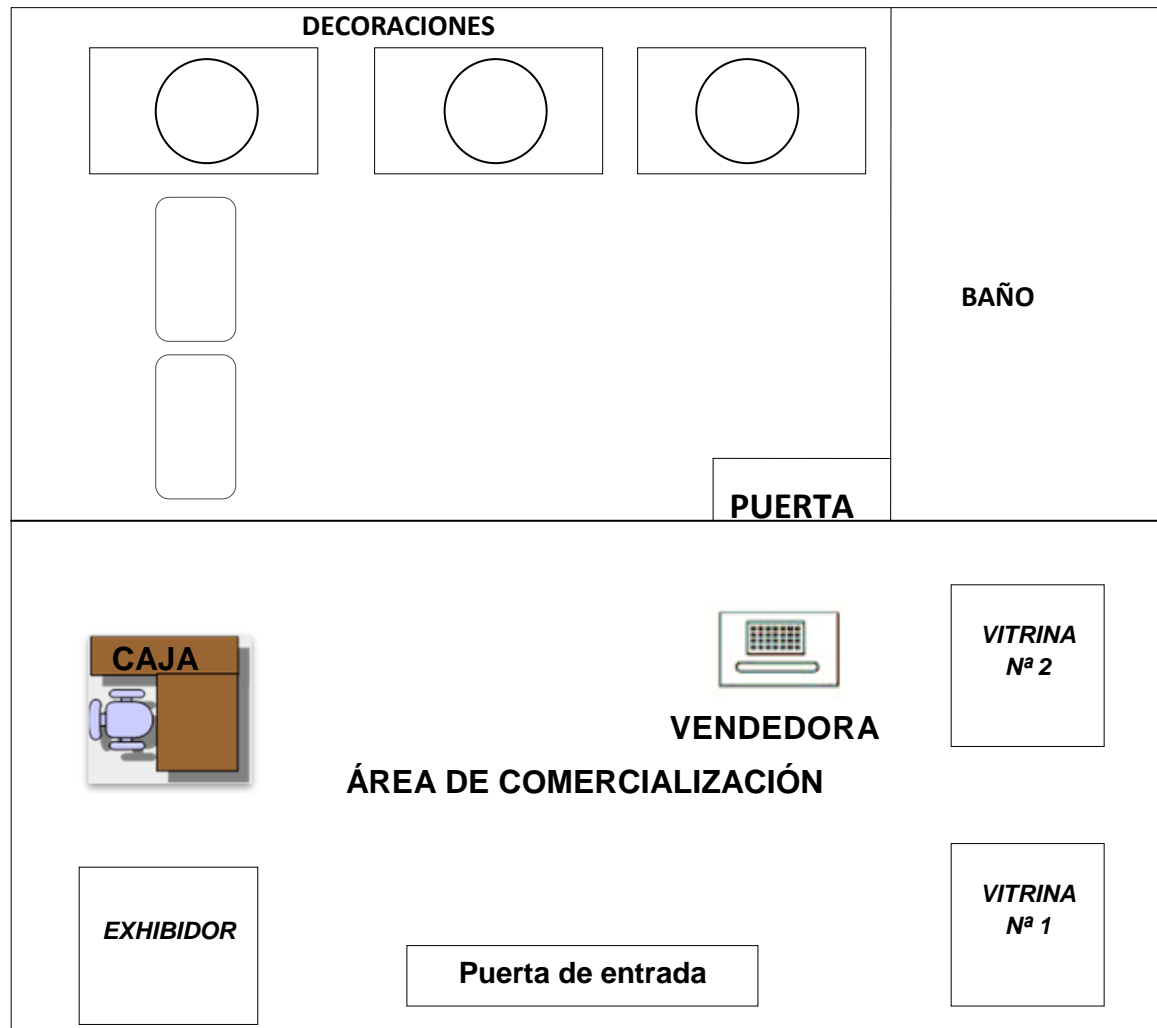 DECORACIONES
BAÑO
PUERTA
CAJA
VITRINA
Nª 2
VENDEDORA
ÁREA DE COMERCIALIZACIÓN
EXHIBIDOR
VITRINA
Nª 1
Puerta de entrada